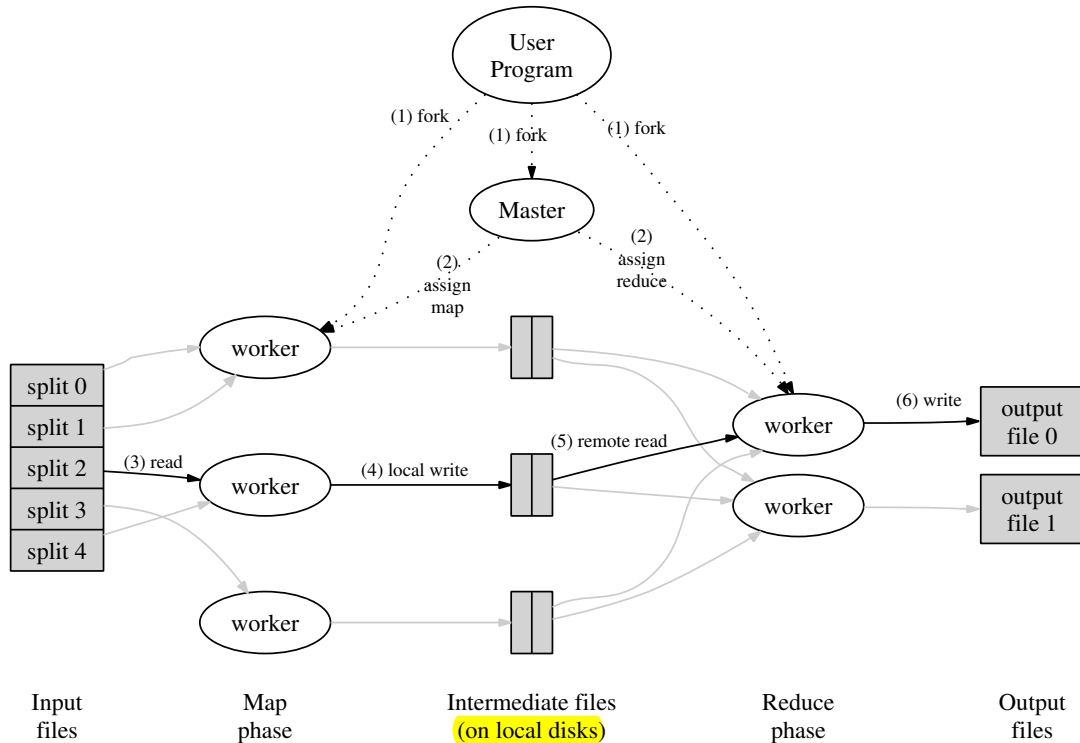 User
Program
(1) fork
(1) fork
(1) fork
Master
(2)
assign
map
(2)
assign
reduce
worker
split 0
split 1
split 2
split 3
split 4
(3) read
worker
(4) local write
(5) remote read
worker
(6) write
output
file 0
worker
output
file 1
worker
Input
files
Map
phase
Intermediate files
(on local disks)
Reduce
phase
Output
files